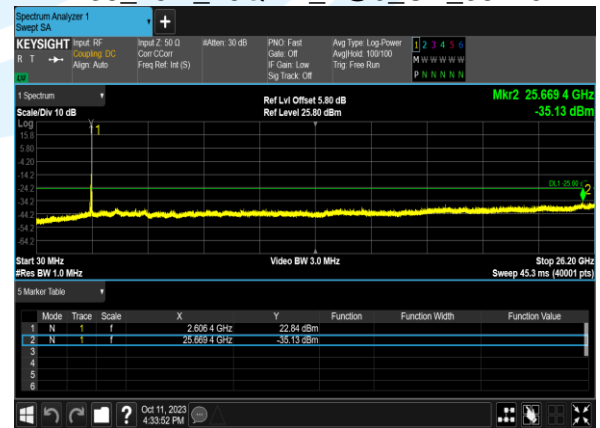 Spectrum Analyzer 1
Swept SA
+
KEYSIGHT
R T
Input: RF
Coupling: DC
Align: Auto
Input Z: 50 Ω
Corr CCorr
Freq Ref: Int (S)
#Atten: 30 dB
PNO: Fast
Gate: Off
IF Gain: Low
Sig Track: Off
Avg Type: Log-Power
Avg|Hold: 100/100
Trig: Free Run
1 2 3 4 5 6
M W W W W W
P N N N N N
1 Spectrum
Scale/Div 10 dB
Ref Lvl Offset 5.80 dB
Ref Level 25.80 dBm
Mkr2 25.669 4 GHz
-35.13 dBm
Log
15.8
5.80
-4.20
-14.2
-24.2
-34.2
-44.2
-54.2
-64.2
1
DL1 -25.00
2
Start 30 MHz
#Res BW 1.0 MHz
Video BW 3.0 MHz
Stop 26.20 GHz
Sweep 45.3 ms (40001 pts)
5 Marker Table
Mode Trace Scale X Y Function Function Width Function Value
1 N 1 f 2.606 4 GHz 22.84 dBm
2 N 1 f 25.669 4 GHz -35.13 dBm
3
4
5
6
?
Oct 11, 2023
4:33:52 PM